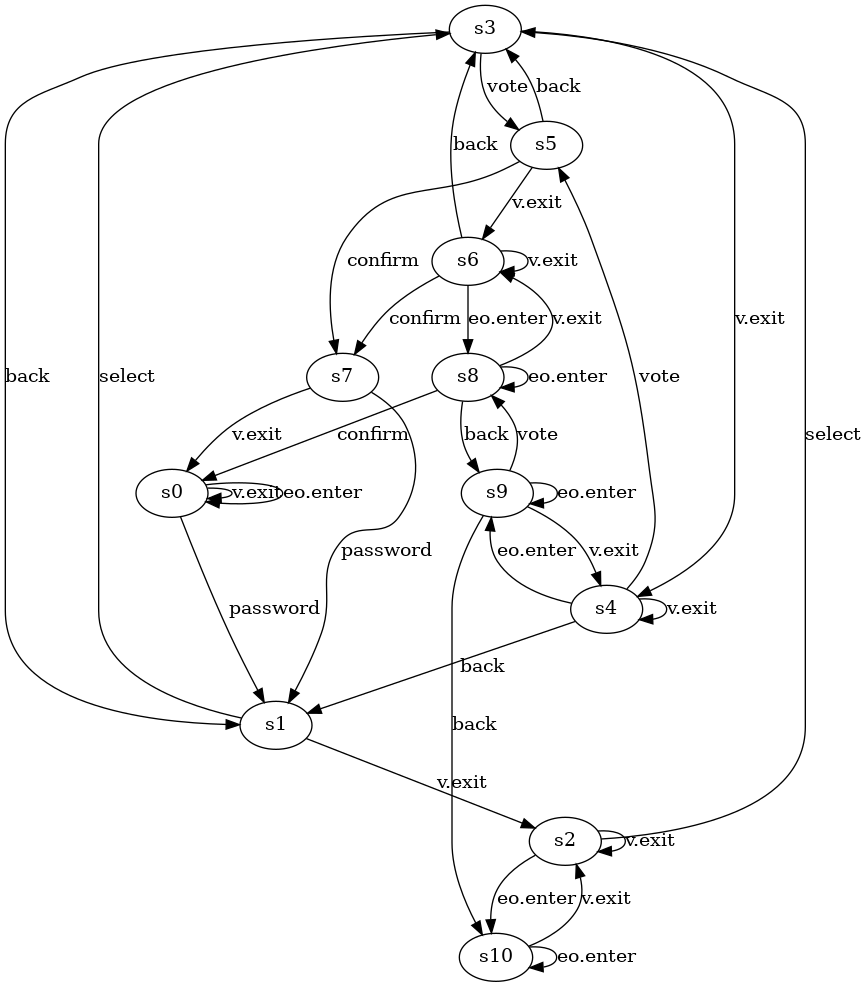 s3
vote
back
s5
back
v.exit
confirm
s6
v.exit
confirm
eo.enter
v.exit
v.exit
back
select
s7
s8
eo.enter
vote
v.exit
confirm
back
vote
s0
v.exit
eo.enter
s9
eo.enter
password
eo.enter
v.exit
password
s4
v.exit
back
s1
back
select
v.exit
s2
v.exit
eo.enter
v.exit
s10
eo.enter